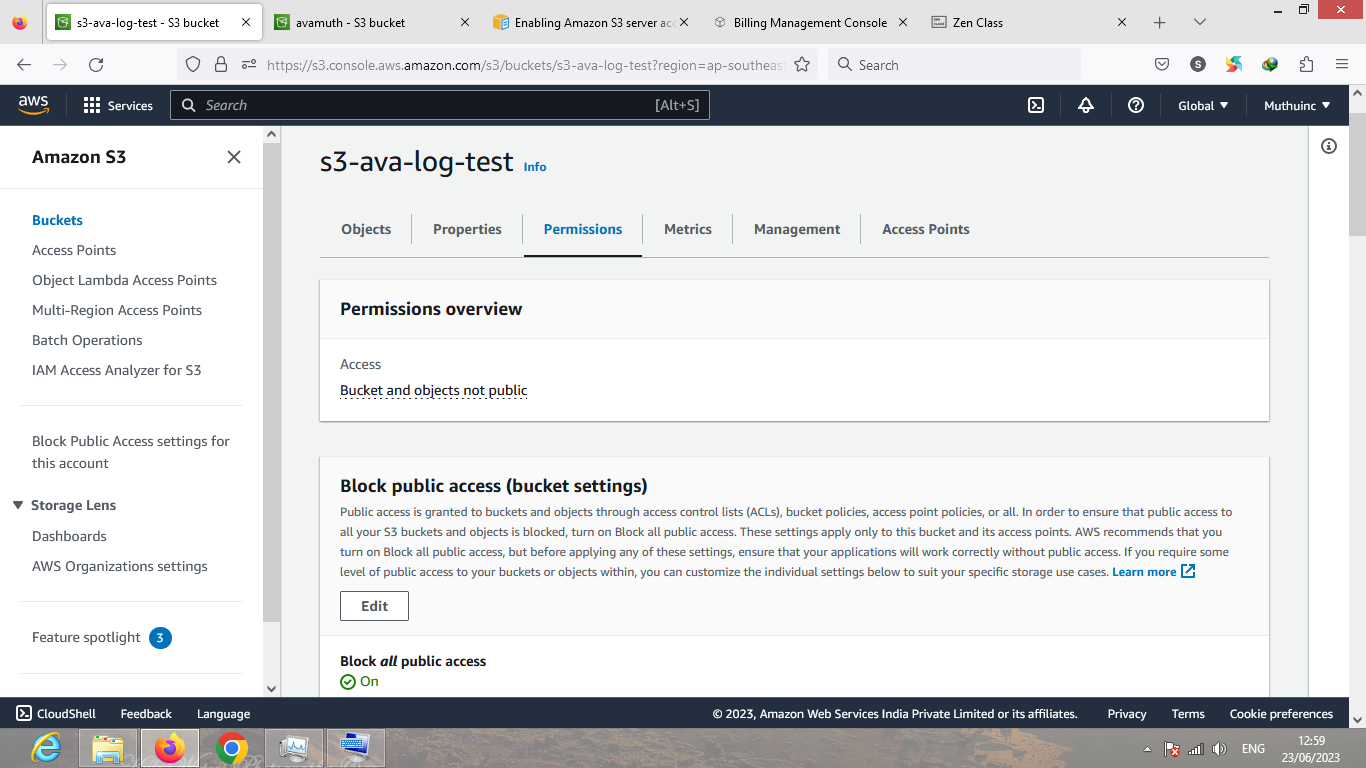 s3-ava-log-test - S3 bucket
avamuth - S3 bucket
Enabling Amazon S3 server acc
Billing Management Console
Zen Class
https://s3.console.aws.amazon.com/s3/buckets/s3-ava-log-test?region=ap-southeast
Search
aws
Services
Search
[Alt+S]
Global
Muthuinc
Amazon S3
Buckets
Access Points
Object Lambda Access Points
Multi-Region Access Points
Batch Operations
IAM Access Analyzer for S3
Block Public Access settings for
this account
Storage Lens
Dashboards
AWS Organizations settings
Feature spotlight 3
s3-ava-log-test Info
Objects
Properties
Permissions
Metrics
Management
Access Points
Permissions overview
Access
Bucket and objects not public
Block public access (bucket settings)
Public access is granted to buckets and objects through access control lists (ACLs), bucket policies, access point policies, or all. In order to ensure that public access to
all your S3 buckets and objects is blocked, turn on Block all public access. These settings apply only to this bucket and its access points. AWS recommends that you
turn on Block all public access, but before applying any of these settings, ensure that your applications will work correctly without public access. If you require some
level of public access to your buckets or objects within, you can customize the individual settings below to suit your specific storage use cases. Learn more
Edit
Block all public access
On
CloudShell
Feedback
Language
© 2023, Amazon Web Services India Private Limited or its affiliates.
Privacy
Terms
Cookie preferences
ENG
12:59
23/06/2023